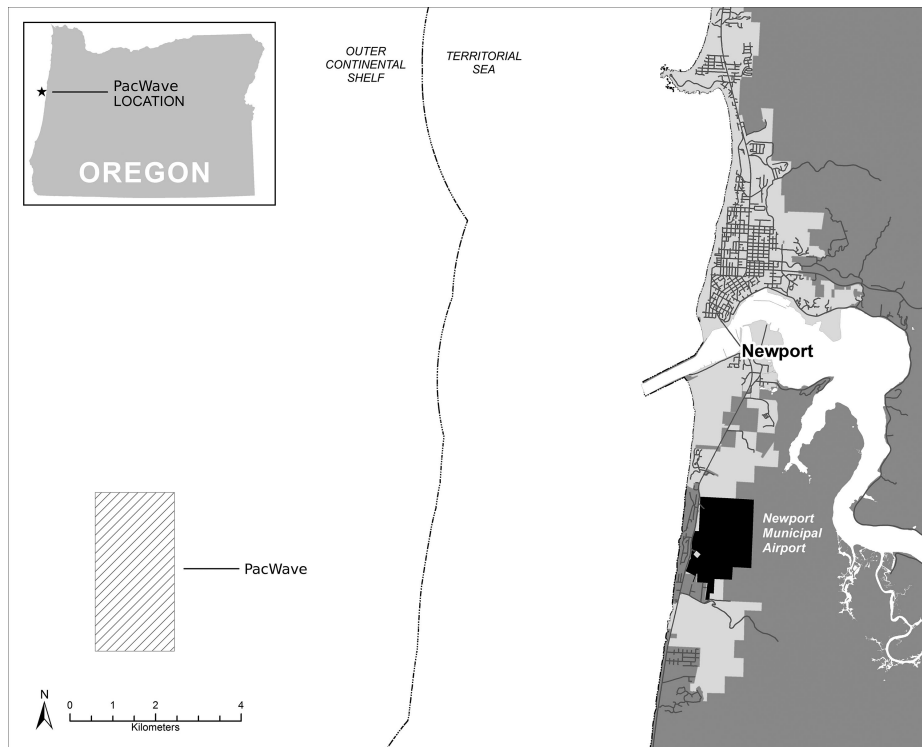 PacWave
LOCATION
OREGON
OUTER
CONTINENTAL
SHELF
TERRITORIAL
SEA
Newport
Newport
Municipal
Airport
PacWave
N
0 1 2 4
Kilometers